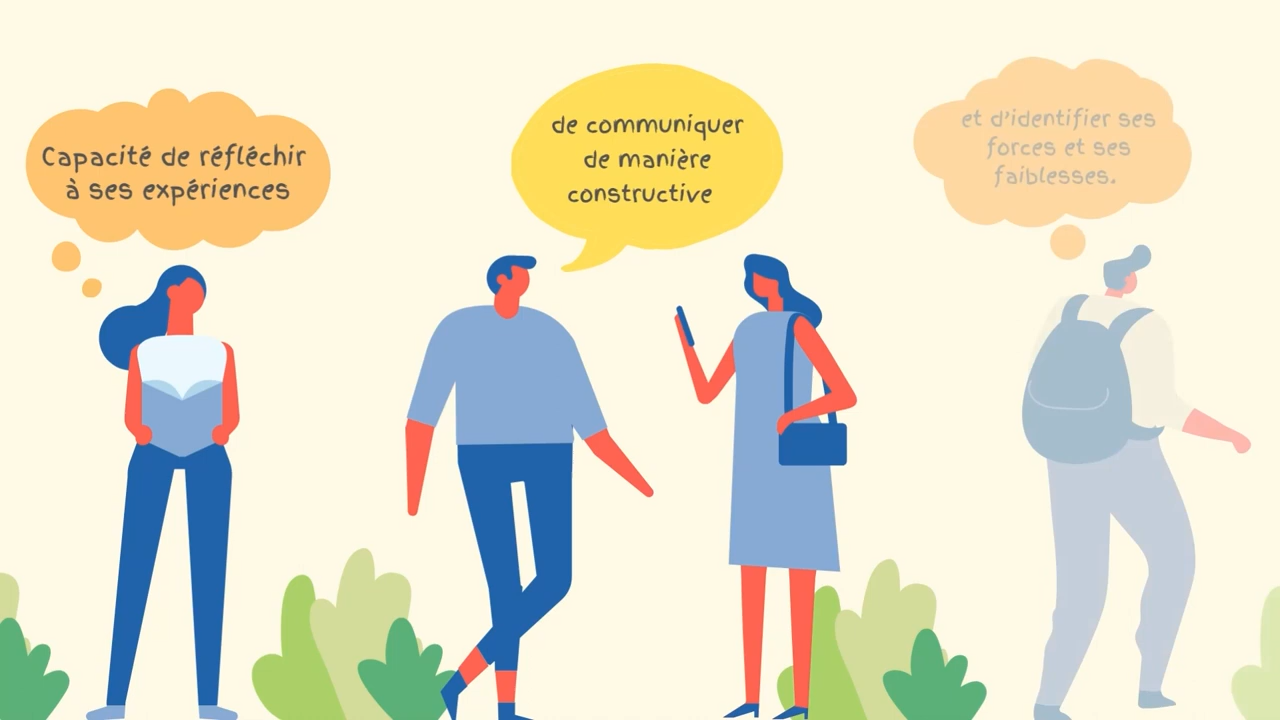 Capacité de réfléchir
à ses expériences
de communiquer
de manière
constructive
et d'identifier ses
forces et ses
faiblesses.